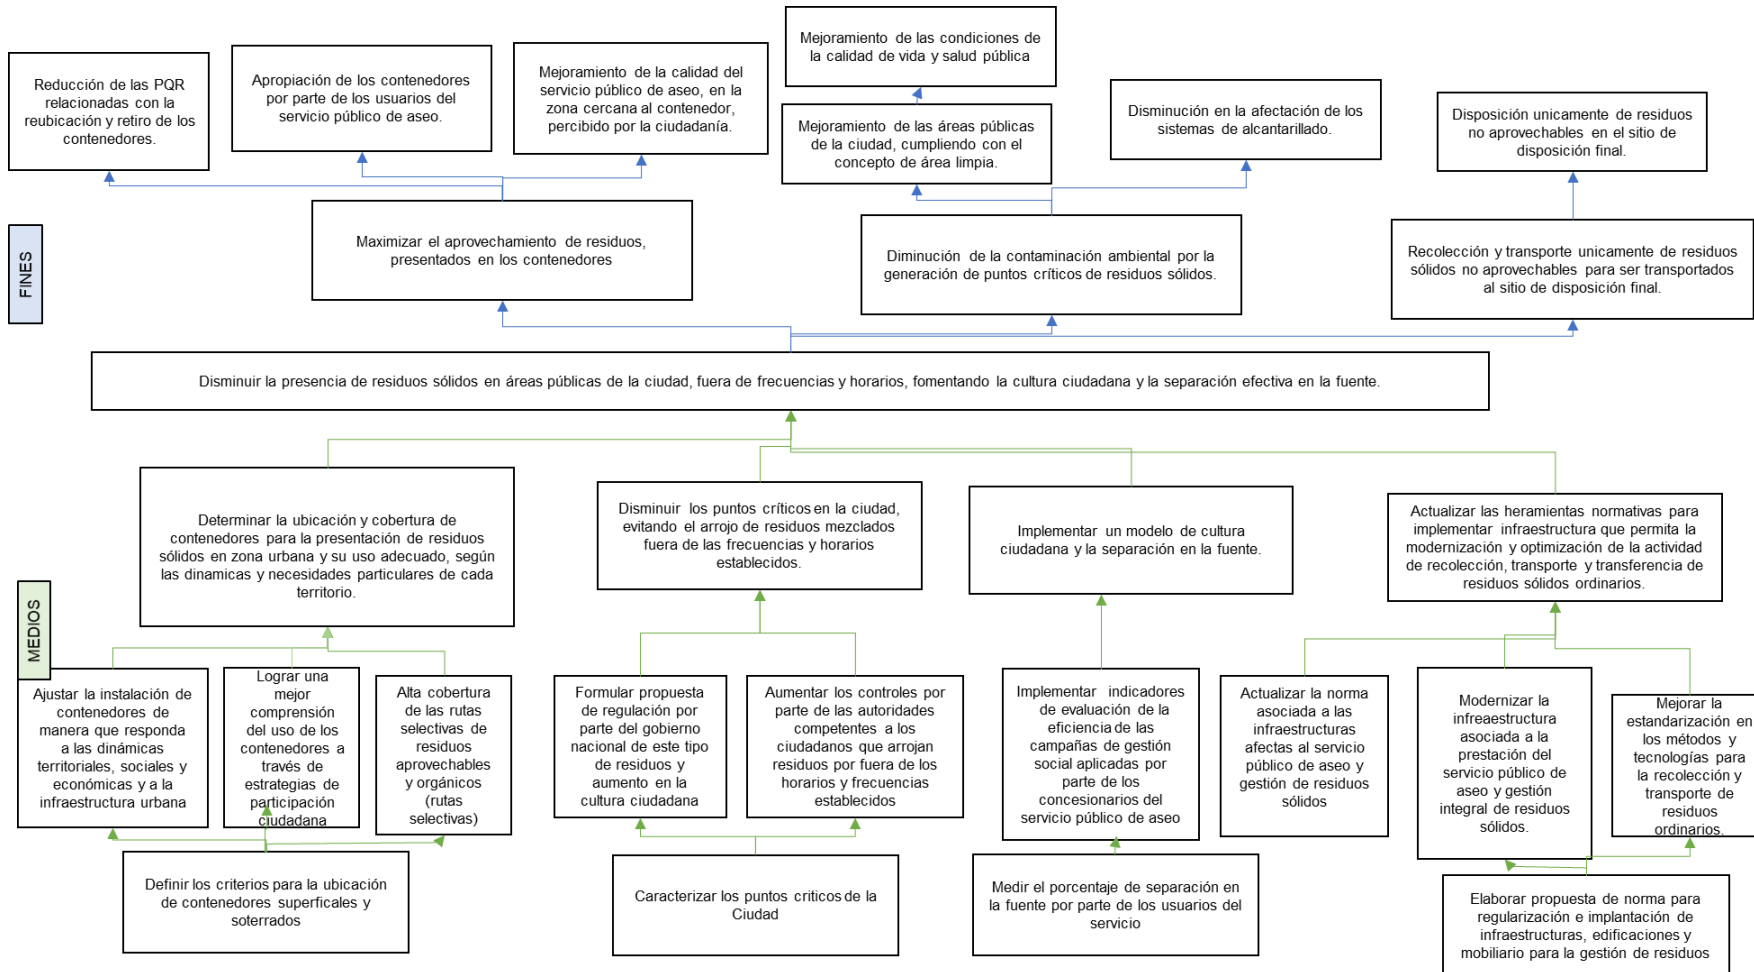 Mejoramiento de las condiciones de
la calidad de vida y salud pública
Reducción de las PQR
relacionadas con la
reubicación y retiro de los
contenedores.
Apropiación de los contenedores
por parte de los usuarios del
servicio público de aseo.
Mejoramiento de la calidad del
servicio público de aseo, en la
zona cercana al contenedor,
percibido por la ciudadanía.
Mejoramiento de las áreas públicas
de la ciudad, cumpliendo con el
concepto de área limpia.
Disminución en la afectación de los
sistemas de alcantarillado.
Disposición unicamente de residuos
no aprovechables en el sitio de
disposición final.
FINES
Maximizar el aprovechamiento de residuos,
presentados en los contenedores
Diminución de la contaminación ambiental por la
generación de puntos críticos de residuos sólidos.
Recolección y transporte unicamente de residuos
sólidos no aprovechables para ser transportados
al sitio de disposición final.
Disminuir la presencia de residuos sólidos en áreas públicas de la ciudad, fuera de frecuencias y horarios, fomentando la cultura ciudadana y la separación efectiva en la fuente.
Determinar la ubicación y cobertura de
contenedores para la presentación de residuos
sólidos en zona urbana y su uso adecuado, según
las dinamicas y necesidades particulares de cada
territorio.
Disminuir los puntos críticos en la ciudad,
evitando el arrojo de residuos mezclados
fuera de las frecuencias y horarios
establecidos.
Implementar un modelo de cultura
ciudadana y la separación en la fuente.
Actualizar las heramientas normativas para
implementar infraestructura que permita la
modernización y optimización de la actividad
de recolección, transporte y transferencia de
residuos sólidos ordinarios.
MEDIOS
Ajustar la instalación de
contenedores de
manera que responda
a las dinámicas
territoriales, sociales y
económicas y a la
infraestructura urbana
Lograr una
mejor
comprensión
del uso de los
contenedores a
través de
estrategias de
participación
ciudadana
Alta cobertura
de las rutas
selectivas de
residuos
aprovechables
y orgánicos
(rutas
selectivas)
Formular propuesta
de regulación por
parte del gobierno
nacional de este tipo
de residuos y
aumento en la
cultura ciudadana
Aumentar los controles por
parte de las autoridades
competentes a los
ciudadanos que arrojan
residuos por fuera de los
horarios y frecuencias
establecidos
Implementar indicadores
de evaluación de la
eficiencia de las
campañas de gestión
social aplicadas por
parte de los
concesionarios del
servicio público de aseo
Actualizar la norma
asociada a las
infraestructuras
afectas al servicio
público de aseo y
gestión de residuos
sólidos
Modernizar la
infreaestructura
asociada a la
prestación del
servicio público de
aseo y gestión
integral de residuos
sólidos.
Mejorar la
estandarización en
los métodos y
tecnologías para
la recolección y
transporte de
residuos
ordinarios.
Definir los criterios para la ubicación
de contenedores superficales y
soterrados
Caracterizar los puntos criticos de la
Ciudad
Medir el porcentaje de separación en
la fuente por parte de los usuarios del
servicio
Elaborar propuesta de norma para
regularización e implantación de
infraestructuras, edificaciones y
mobiliario para la gestión de residuos